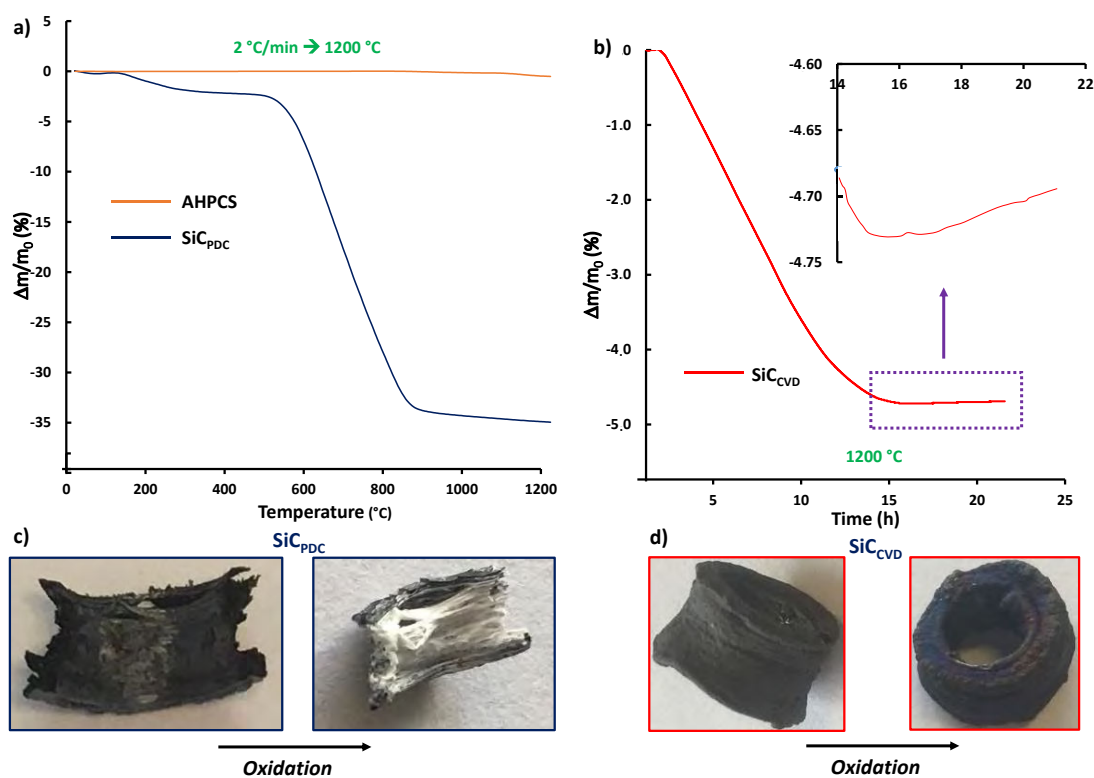 a)
2 °C/min → 1200 °C
5
0
-5
-10
-15
-20
-25
-30
-35
Δm/m0 (%)
AHPCS
SiCPDC
0 200 400 600 800 1000 1200
Temperature (°C)
b)
0.
-1.0
-2.0
-3.0
-4.0
-5.0
Δm/m0 (%)
-4.60
-4.65
-4.70
-4.75
14 16 18 20 22
SiCCVD
1200 °C
5 10 15 20 25
Time (h)
c)
SiCPDC
Oxidation
d)
SiCCVD
Oxidation